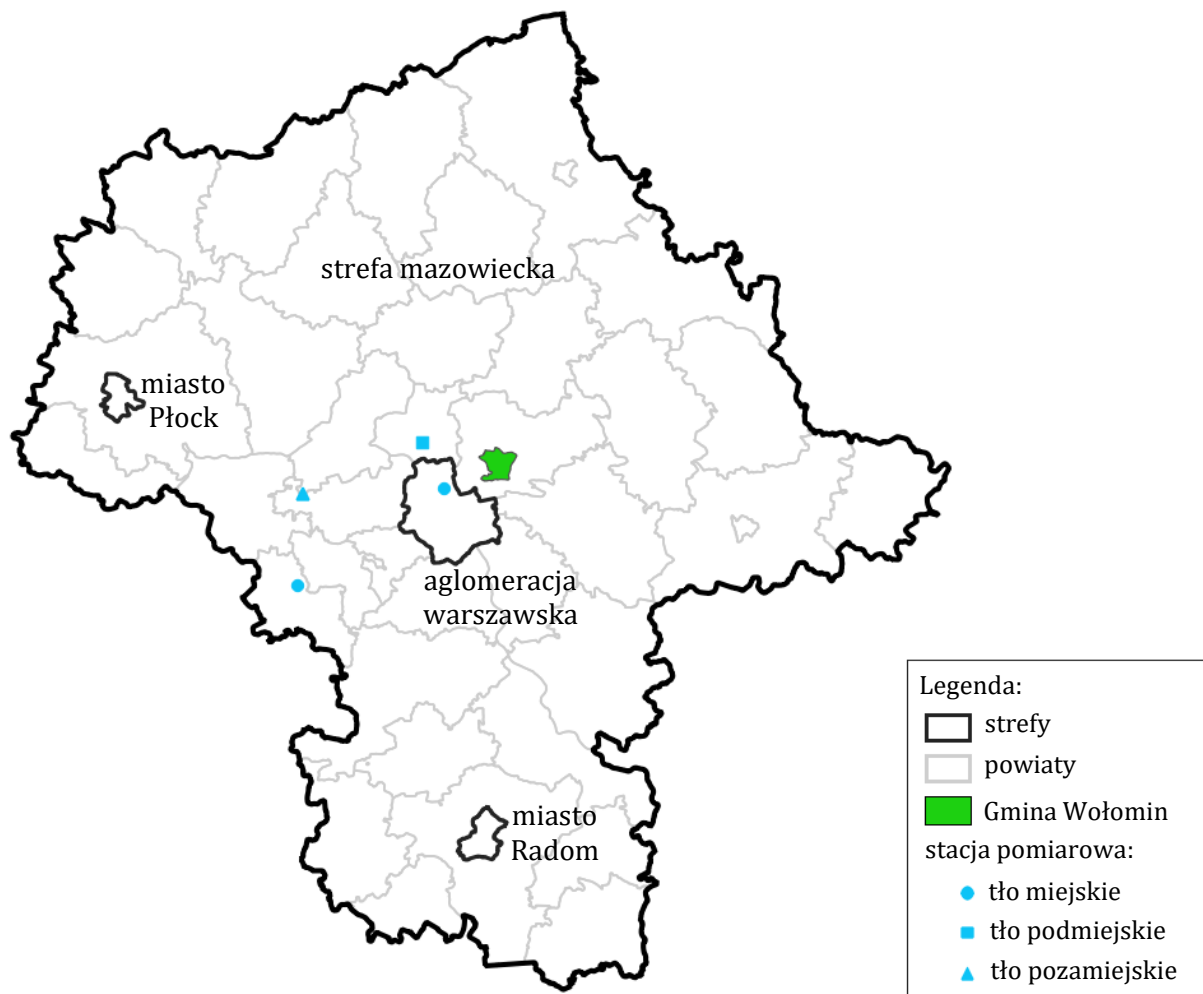 strefa mazowiecka
miasto
Płock
aglomeracja
warszawska
miasto
Radom
Legenda:
strefy
powiaty
Gmina Wołomin
stacja pomiarowa:
tło miejskie
tło podmiejskie
tło pozamiejskie